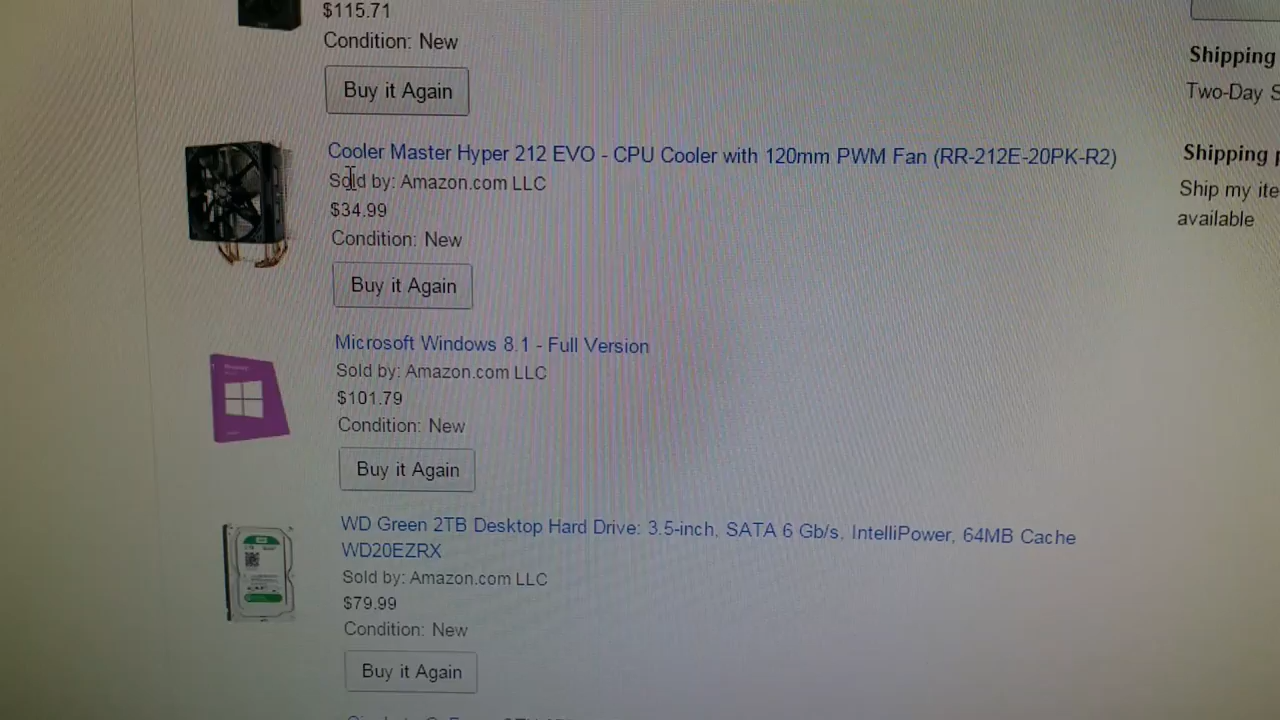 $115.71
Condition: New
Buy it Again
Shipping
Two-Day S
Cooler Master Hyper 212 EVO - CPU Cooler with 120mm PWM Fan (RR-212E-20PK-R2)
Sold by: Amazon.com LLC
$34.99
Condition: New
Buy it Again
Shipping p
Ship my ite
available
Microsoft Windows 8.1 - Full Version
Sold by: Amazon.com LLC
$101.79
Condition: New
Buy it Again
WD Green 2TB Desktop Hard Drive: 3.5-inch, SATA 6 Gb/s, IntelliPower, 64MB Cache
WD20EZRX
Sold by: Amazon.com LLC
$79.99
Condition: New
Buy it Again